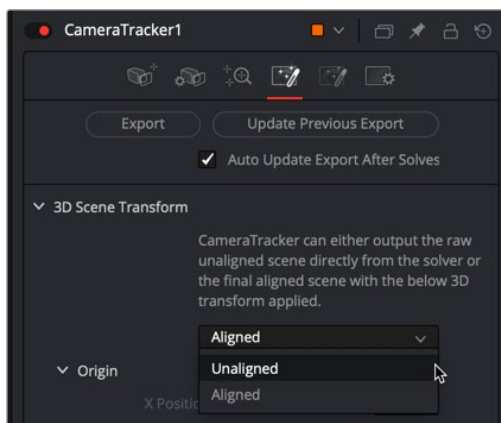 CameraTracker1
Export
Update Previous Export
Auto Update Export After Solves
3D Scene Transform
CameraTracker can either output the raw
unaligned scene directly from the solver or
the final aligned scene with the below 3D
transform applied.
Aligned
Unaligned
Origin
Aligned
X